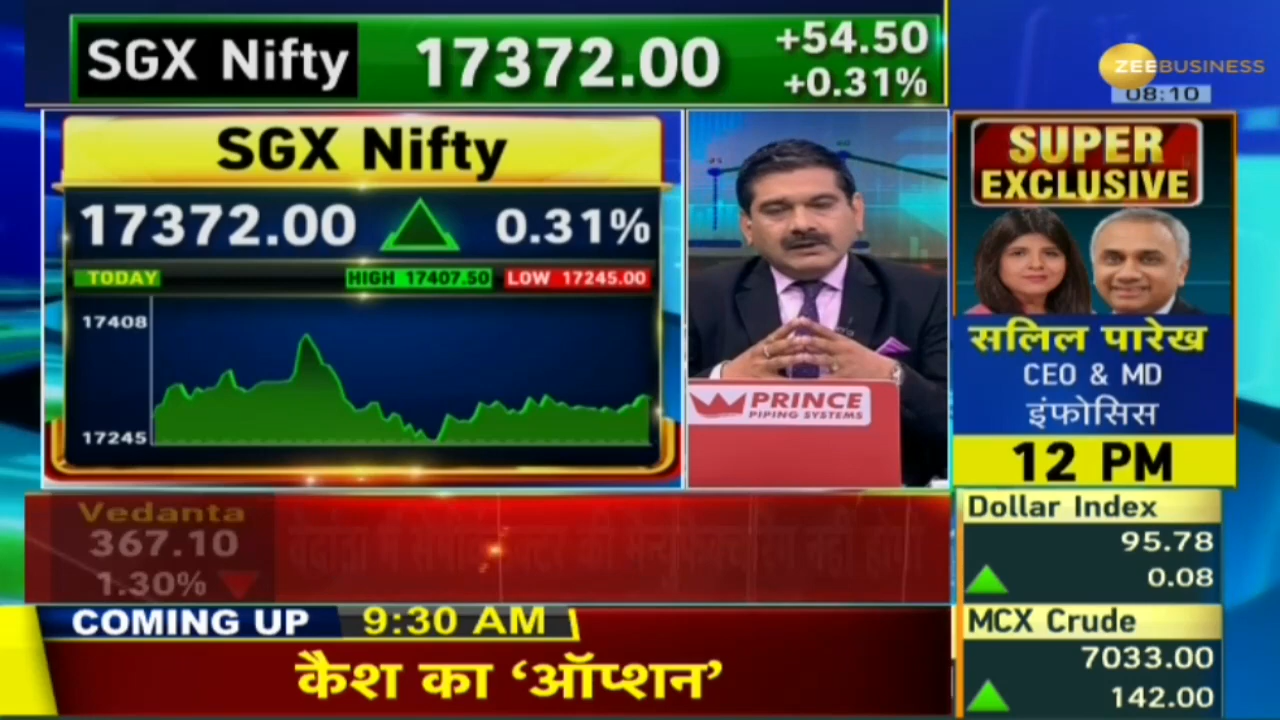 SGX Nifty 17372.00 +54.50
+0.31%
ZEEBUSINESS
08:10
SGX Nifty
17372.00 0.31%
TODAY HIGH 17407.50 LOW 17245.00
17408
17245
PRINCE
PIPING SYSTEMS
SUPER
EXCLUSIVE
सलिल पारेख
CEO & MD
इंफोसिस
12 PM
Vedanta
367.10
1.30%
Dollar Index
95.78
0.08
MCX Crude
7033.00
142.00
COMING UP 9:30 AM
कैश का ‘ऑप्शन’